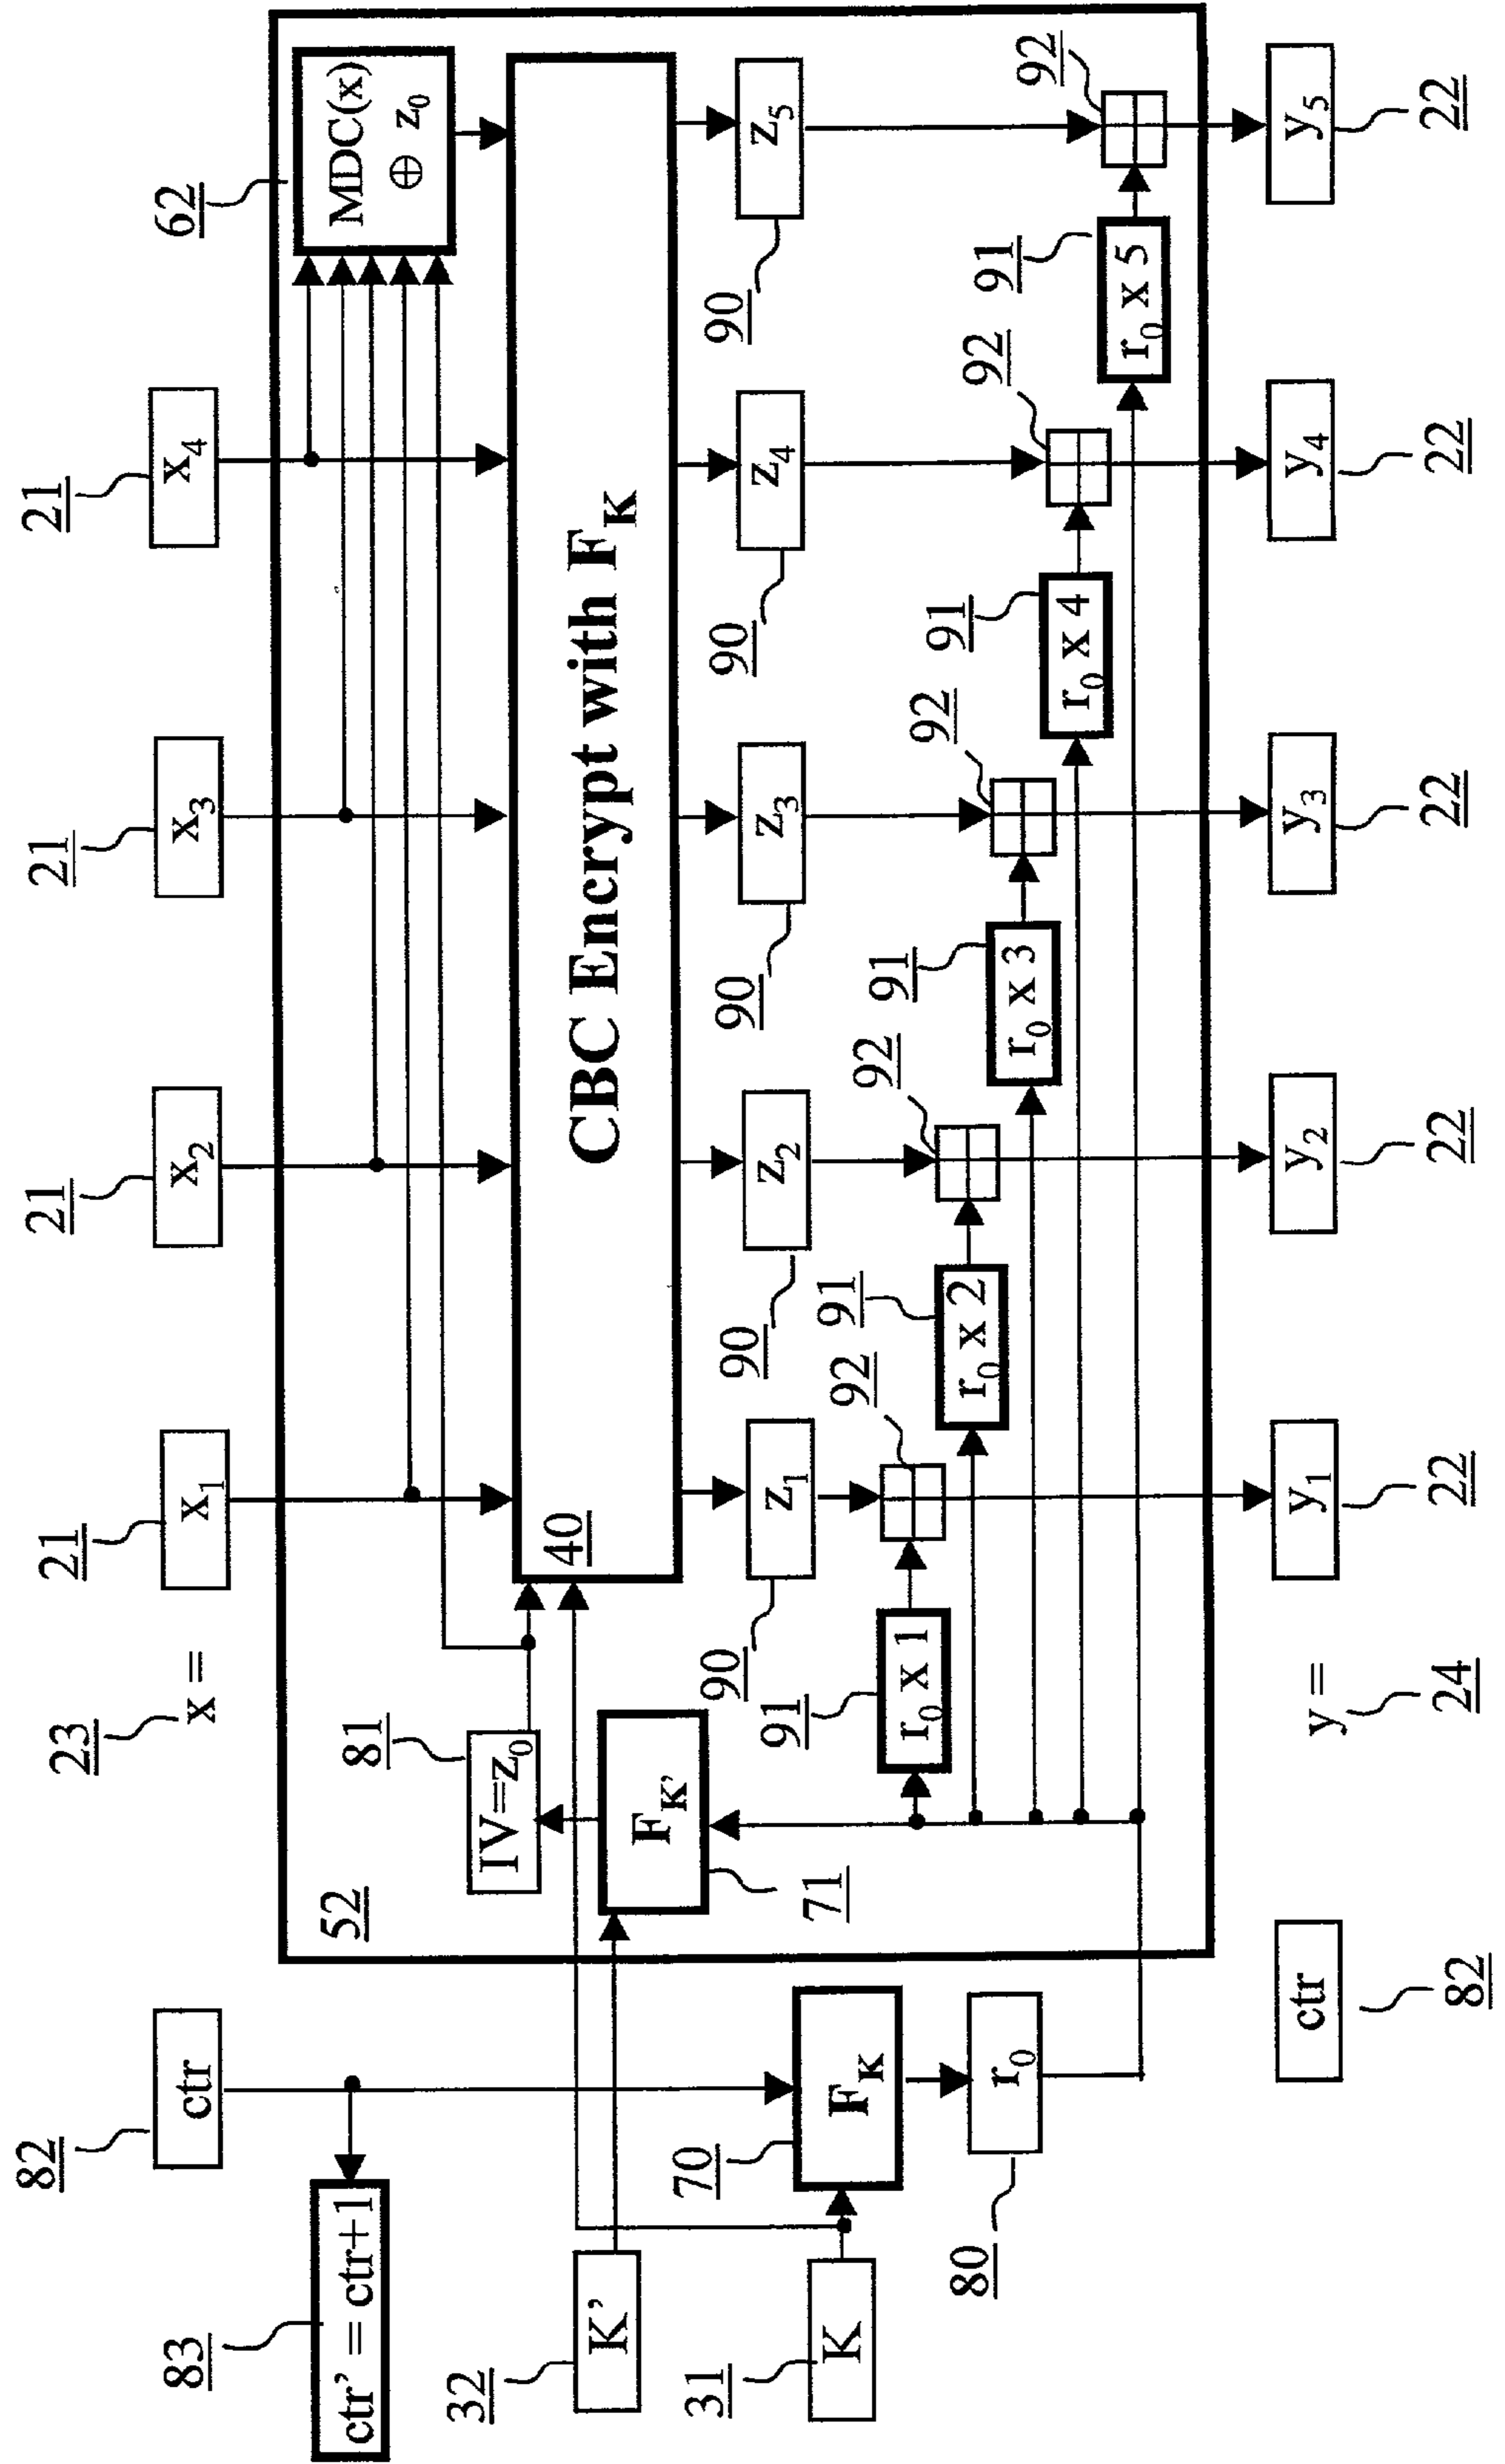 82 23 21 21 21 21
ctr x = x₁ x₂ x₃ x₄
83
ctr' = ctr+1
52 81 62
MDC(x)
⊕ z₀
IV=z₀
40
CBC Encrypt with F_K
32
K'
F_K'
71
31
K
70
F_K
90 90 90 90 90
z₁ z₂ z₃ z₄ z₅
91 92 91 92 91 92 91 92 91 92
r₀ x 1
r₀ x 2
r₀ x 3
r₀ x 4
r₀ x 5
80
r₀
ctr y = y₁ y₂ y₃ y₄ y₅
82 24 22 22 22 22 22